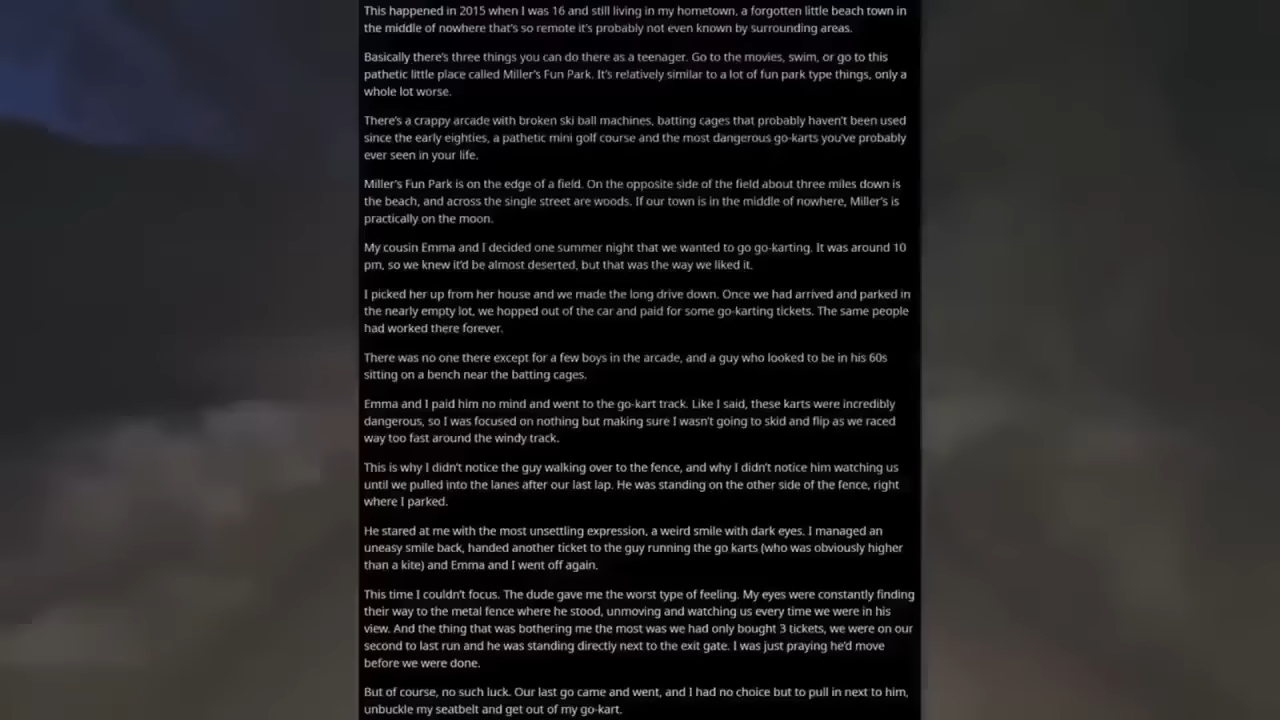 This happened in 2015 when I was 16 and still living in my hometown, a forgotten little beach town in
the middle of nowhere that's so remote it's probably not even known by surrounding areas.
Basically there's three things you can do there as a teenager. Go to the movies, swim, or go to this
pathetic little place called Miller's Fun Park. It's relatively similar to a lot of fun park type things, only a
whole lot worse.
There's a crappy arcade with broken ski ball machines, batting cages that probably haven't been used
since the early eighties, a pathetic mini golf course and the most dangerous go-karts you've probably
ever seen in your life.
Miller's Fun Park is on the edge of a field. On the opposite side of the field about three miles down is
the beach, and across the single street are woods. If our town is in the middle of nowhere, Miller's is
practically on the moon.
My cousin Emma and I decided one summer night that we wanted to go go-karting. It was around 10
pm, so we knew it'd be almost deserted, but that was the way we liked it.
I picked her up from her house and we made the long drive down. Once we had arrived and parked in
the nearly empty lot, we hopped out of the car and paid for some go-karting tickets. The same people
had worked there forever.
There was no one there except for a few boys in the arcade, and a guy who looked to be in his 60s
sitting on a bench near the batting cages.
Emma and I paid him no mind and went to the go-kart track. Like I said, these karts were incredibly
dangerous, so I was focused on nothing but making sure I wasn't going to skid and flip as we raced
way too fast around the windy track.
This is why I didn't notice the guy walking over to the fence, and why I didn't notice him watching us
until we pulled into the lanes after our last lap. He was standing on the other side of the fence, right
where I parked.
He stared at me with the most unsettling expression, a weird smile with dark eyes. I managed an
uneasy smile back, handed another ticket to the guy running the go karts (who was obviously higher
than a kite) and Emma and I went off again.
This time I couldn't focus. The dude gave me the worst type of feeling. My eyes were constantly finding
their way to the metal fence where he stood, unmoving and watching us every time we were in his
view. And the thing that was bothering me the most was we had only bought 3 tickets, we were on our
second to last run and he was standing directly next to the exit gate. I was just praying he'd move
before we were done.
But of course, no such luck. Our last go came and went, and I had no choice but to pull in next to him,
unbuckle my seatbelt and get out of my go-kart.